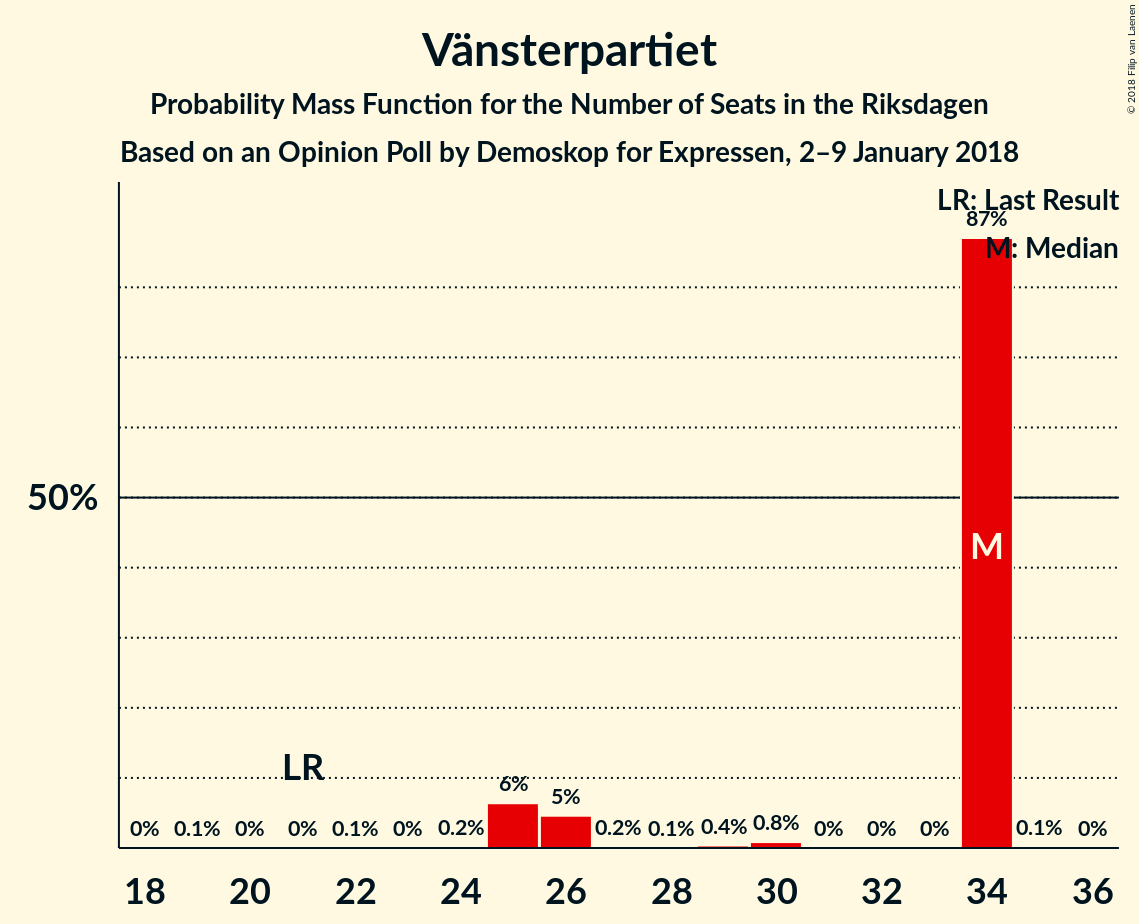 Vänsterpartiet
Probability Mass Function for the Number of Seats in the Riksdagen
Based on an Opinion Poll by Demoskop for Expressen, 2–9 January 2018
© 2018 Filip van Laenen
LR: Last Result
87%
M: Median
50%
M
LR
6%
5%
0% 0.1% 0% 0% 0.1% 0% 0.2% 0.2% 0.1% 0.4% 0.8% 0% 0% 0% 0.1% 0%
18 20 22 24 26 28 30 32 34 36